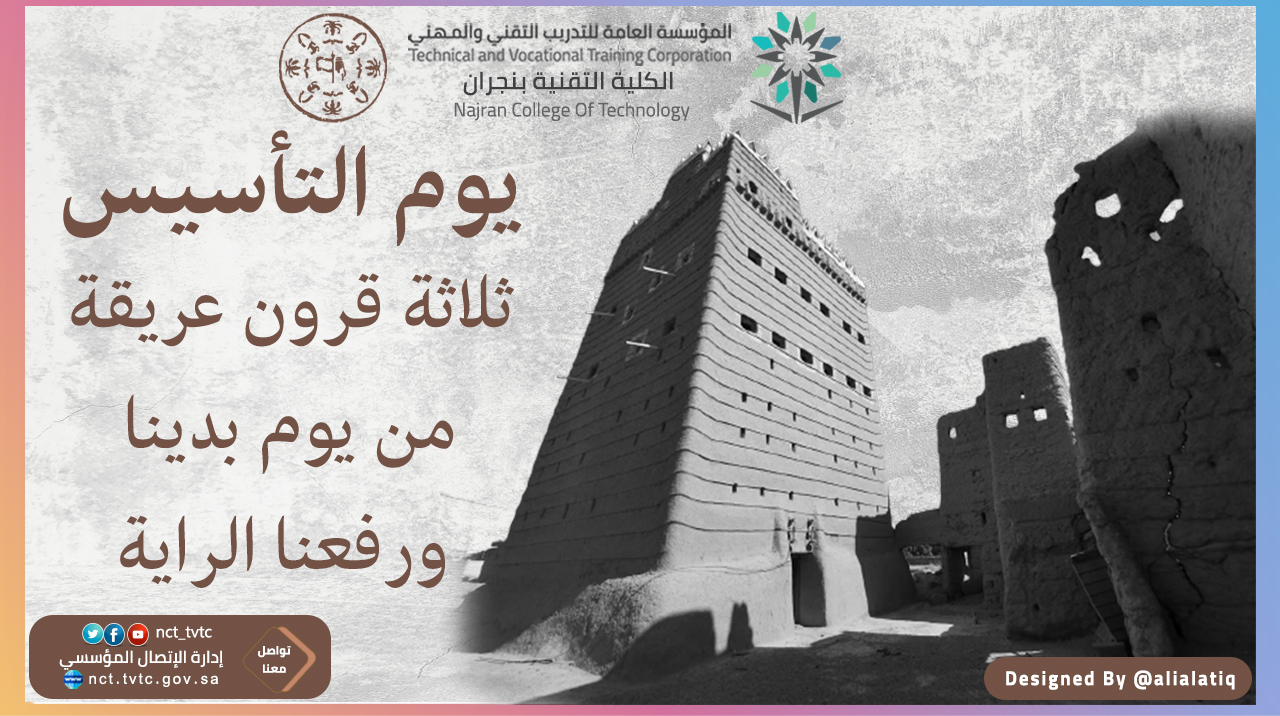 المؤسسة العامة للتدريب التقني والمهني
Technical and Vocational Training Corporation
الكلية التقنية بنجران
Najran College Of Technology
يوم التأسيس
ثلاثة قرون عريقة
من يوم بدينا
ورفعنا الراية
تواصل
معنا
nct_tvtc
إدارة الإتصال المؤسسي
nct.tvtc.gov.sa
Designed By @alialatiq